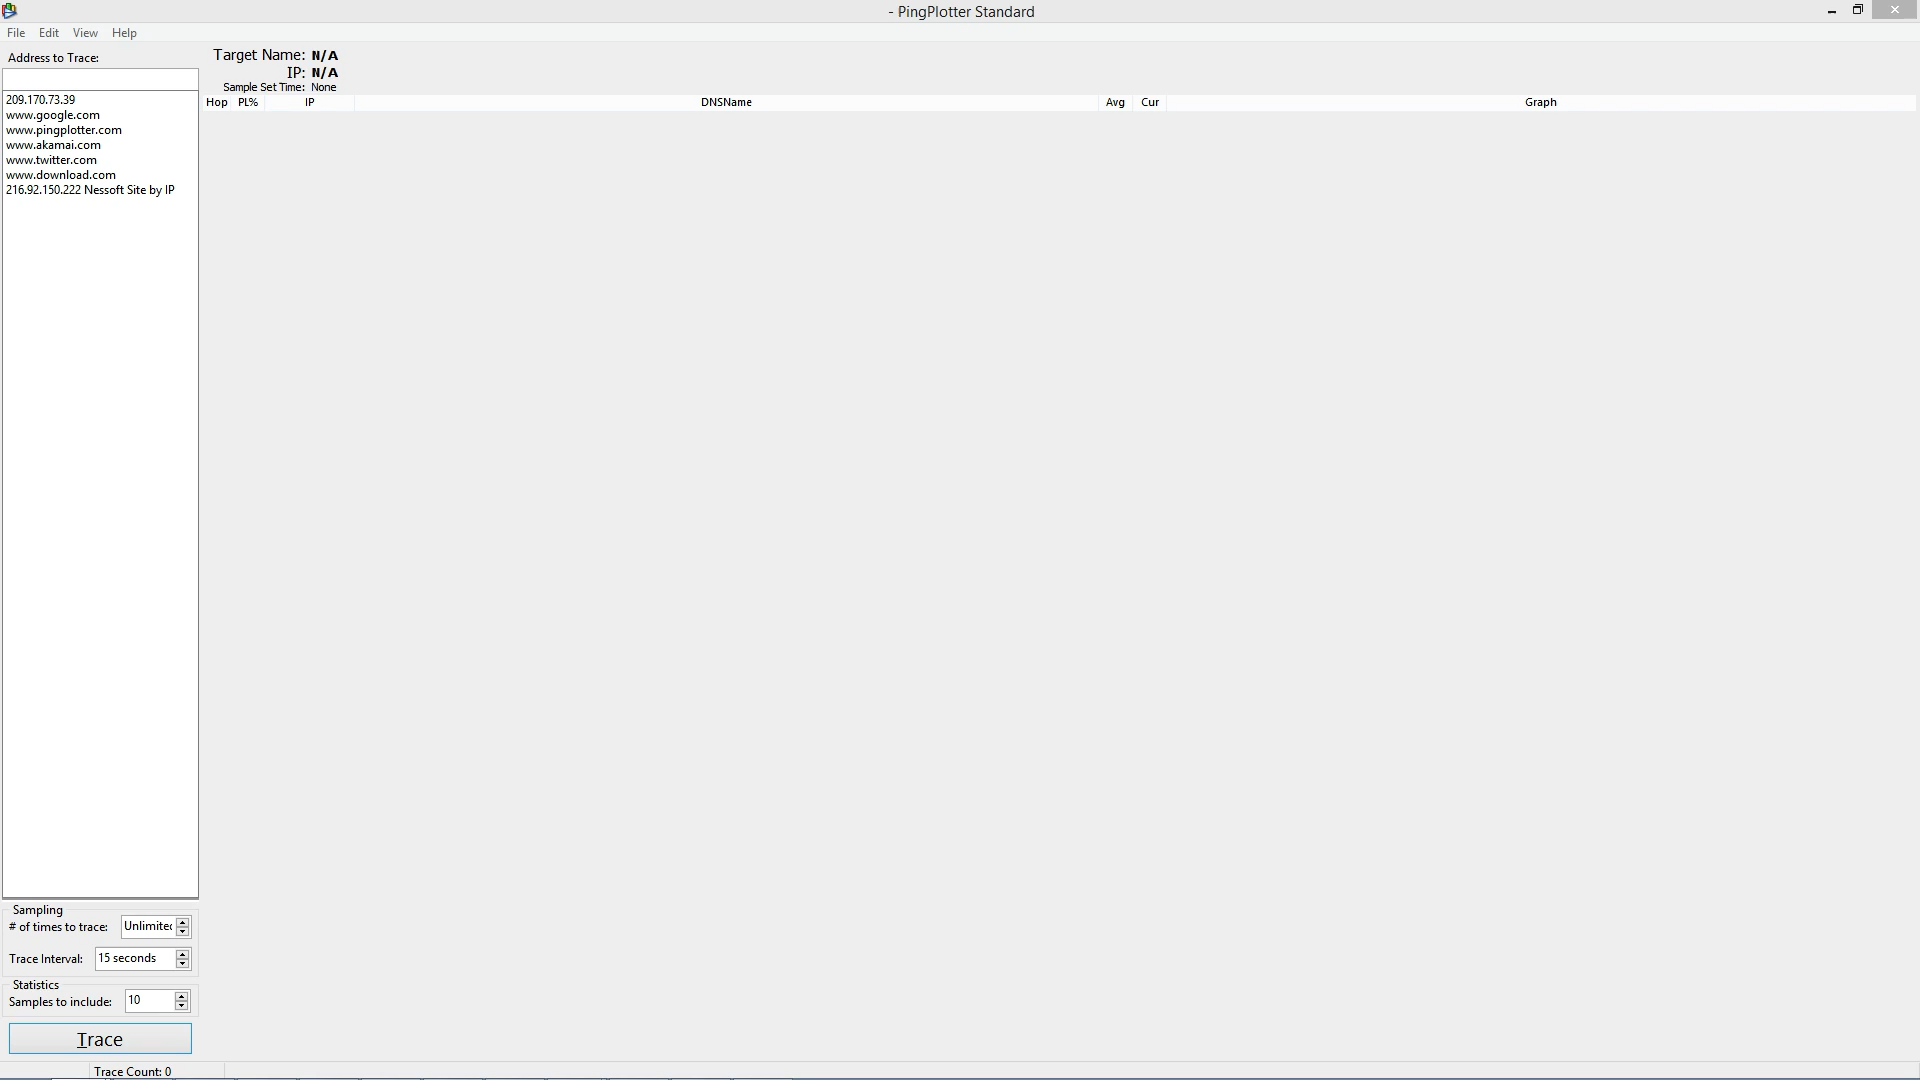 - PingPlotter Standard
File Edit View Help
Address to Trace:
Target Name: N/A
IP: N/A
Sample Set Time: None
Hop PL% IP DNSName Avg Cur Graph
209.170.73.39
www.google.com
www.pingplotter.com
www.akamai.com
www.twitter.com
www.download.com
216.92.150.222 Nessoft Site by IP
Sampling
# of times to trace: Unlimited
Trace Interval: 15 seconds
Statistics
Samples to include: 10
Trace
Trace Count: 0